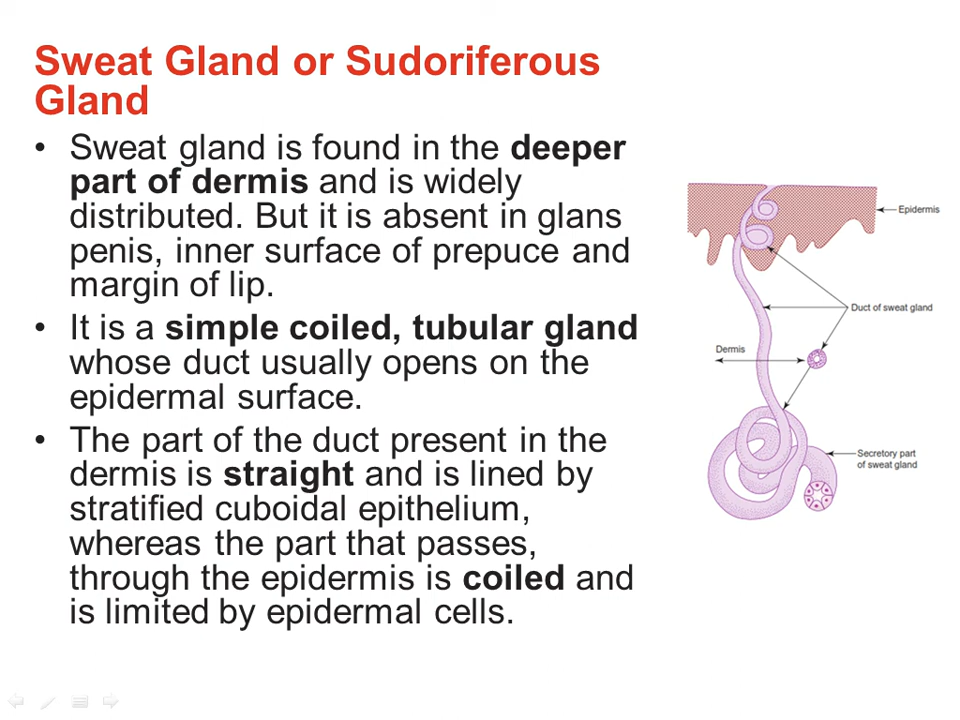 Sweat Gland or Sudoriferous
Gland
• Sweat gland is found in the deeper
part of dermis and is widely
distributed. But it is absent in glans
penis, inner surface of prepuce and
margin of lip.
• It is a simple coiled, tubular gland
whose duct usually opens on the
epidermal surface.
• The part of the duct present in the
dermis is straight and is lined by
stratified cuboidal epithelium,
whereas the part that passes,
through the epidermis is coiled and
is limited by epidermal cells.
Epidermis
Duct of sweat gland
Dermis
Secretory part
of sweat gland